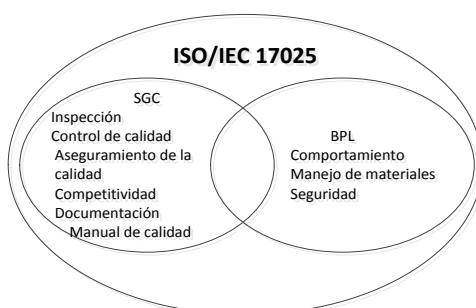 ISO/IEC 17025
SGC
Inspección
Control de calidad
Aseguramiento de la
calidad
Competitividad
Documentación
Manual de calidad
BPL
Comportamiento
Manejo de materiales
Seguridad